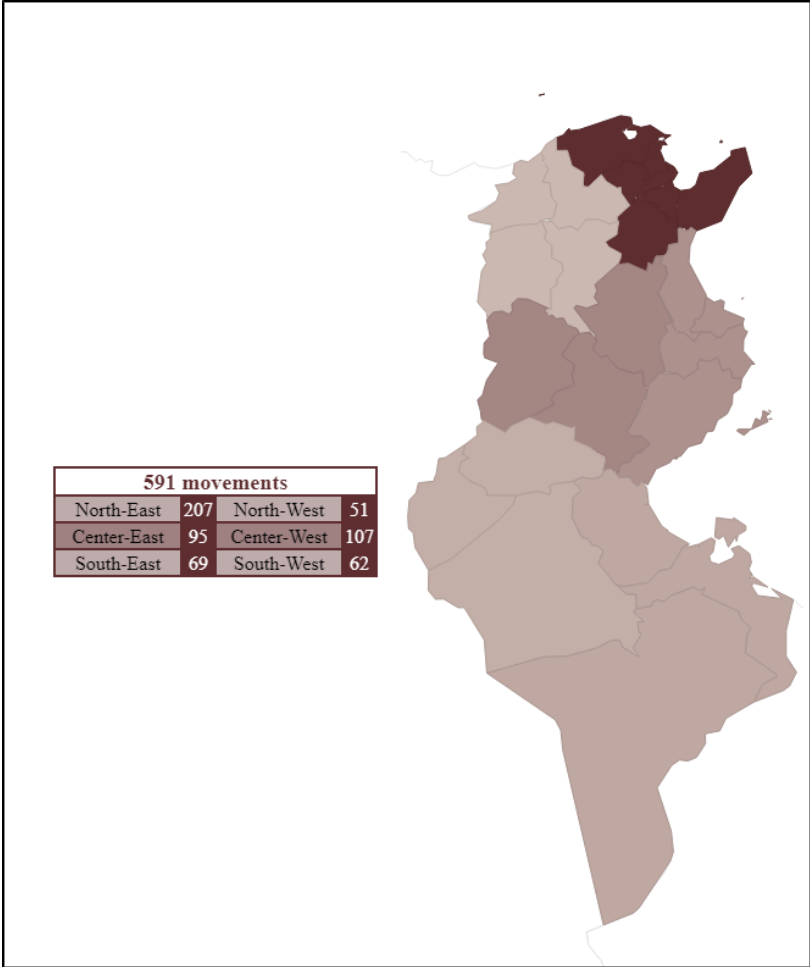 591 movements
North-East 207 North-West 51
Center-East 95 Center-West 107
South-East 69 South-West 62